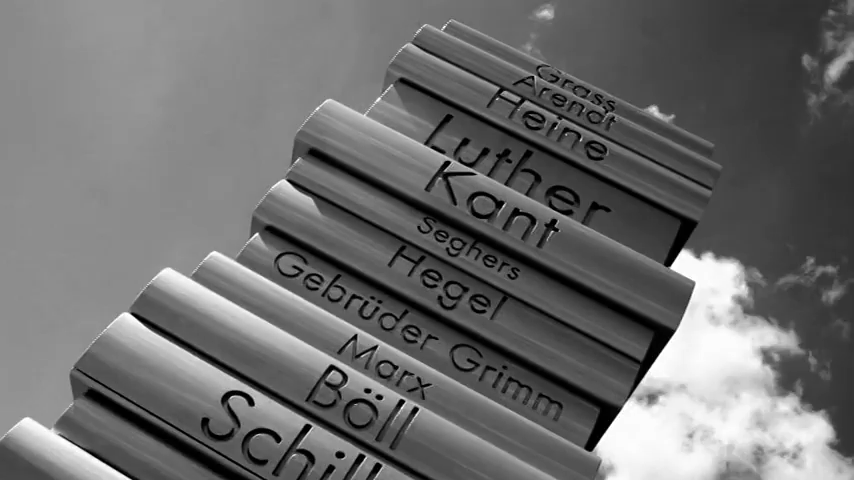 Grass
Arendt
Heine
Luther
Kant
Seghers
Hegel
Gebrüder Grimm
Marx
Böll
Schill